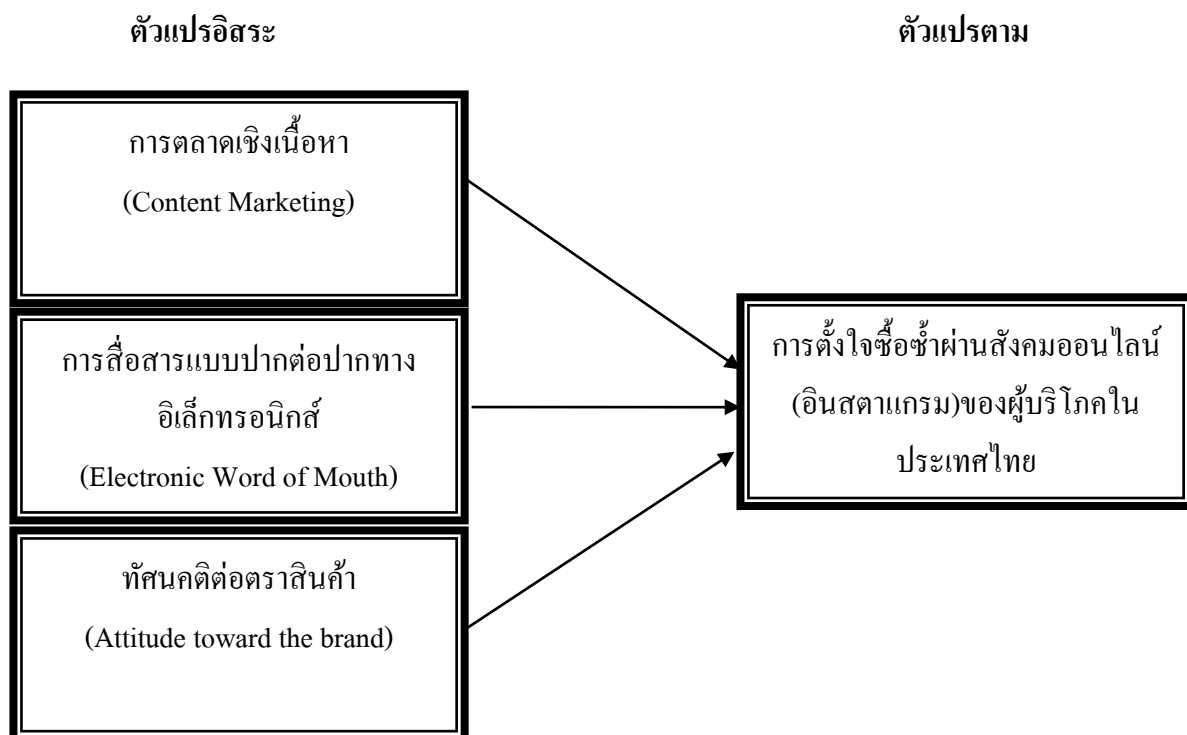 ตัวแปรอิสระ
ตัวแปรตาม
การตลาดเชิงเนื้อหา
(Content Marketing)
การสื่อสารแบบปากต่อปากทาง
อิเล็กทรอนิกส์
(Electronic Word of Mouth)
ทัศนคติต่อตราสินค้า
(Attitude toward the brand)
การตั้งใจซื้อซ้ำผ่านสังคมออนไลน์
(อินสตาแกรม)ของผู้บริโภคใน
ประเทศไทย